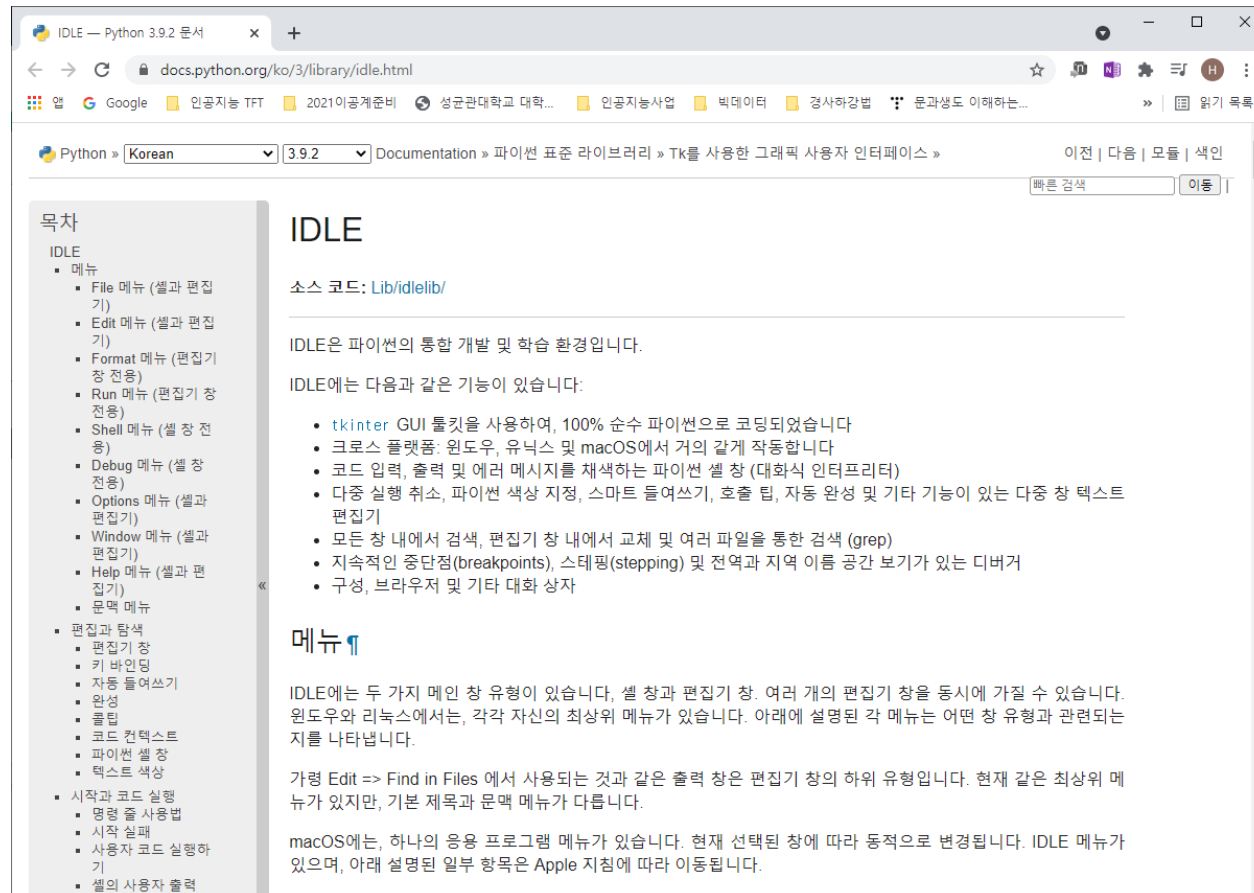 IDLE — Python 3.9.2 문서
docs.python.org/ko/3/library/idle.html
앱 Google 인공지능 TFT 2021이공계준비 성균관대학교 대학... 인공지능사업 빅데이터 경사하강법 문과생도 이해하는... » 읽기 목록
Python » Korean 3.9.2 Documentation » 파이썬 표준 라이브러리 » Tk를 사용한 그래픽 사용자 인터페이스 » 이전 | 다음 | 모듈 | 색인
빠른 검색 이동 |
목차
IDLE
메뉴
File 메뉴 (셸과 편집
기)
Edit 메뉴 (셸과 편집
기)
Format 메뉴 (편집기
창 전용)
Run 메뉴 (편집기 창
전용)
Shell 메뉴 (셸 창 전
용)
Debug 메뉴 (셸 창
전용)
Options 메뉴 (셸과
편집기)
Window 메뉴 (셸과
편집기)
Help 메뉴 (셸과 편
집기)
문맥 메뉴
편집과 탐색
편집기 창
키 바인딩
자동 들여쓰기
완성
콜팁
코드 컨텍스트
파이썬 셸 창
텍스트 색상
시작과 코드 실행
명령 줄 사용법
시작 실패
사용자 코드 실행하
기
셸의 사용자 출력
«
IDLE
소스 코드: Lib/idlelib/
IDLE은 파이썬의 통합 개발 및 학습 환경입니다.
IDLE에는 다음과 같은 기능이 있습니다:
tkinter GUI 툴킷을 사용하여, 100% 순수 파이썬으로 코딩되었습니다
크로스 플랫폼: 윈도우, 유닉스 및 macOS에서 거의 같게 작동합니다
코드 입력, 출력 및 에러 메시지를 채색하는 파이썬 셸 창 (대화식 인터프리터)
다중 실행 취소, 파이썬 색상 지정, 스마트 들여쓰기, 호출 팁, 자동 완성 및 기타 기능이 있는 다중 창 텍스트
편집기
모든 창 내에서 검색, 편집기 창 내에서 교체 및 여러 파일을 통한 검색 (grep)
지속적인 중단점(breakpoints), 스테핑(stepping) 및 전역과 지역 이름 공간 보기가 있는 디버거
구성, 브라우저 및 기타 대화 상자
메뉴¶
IDLE에는 두 가지 메인 창 유형이 있습니다, 셸 창과 편집기 창. 여러 개의 편집기 창을 동시에 가질 수 있습니다.
윈도우와 리눅스에서는, 각각 자신의 최상위 메뉴가 있습니다. 아래에 설명된 각 메뉴는 어떤 창 유형과 관련되는
지를 나타냅니다.
가령 Edit => Find in Files 에서 사용되는 것과 같은 출력 창은 편집기 창의 하위 유형입니다. 현재 같은 최상위 메
뉴가 있지만, 기본 제목과 문맥 메뉴가 다릅니다.
macOS에는, 하나의 응용 프로그램 메뉴가 있습니다. 현재 선택된 창에 따라 동적으로 변경됩니다. IDLE 메뉴가
있으며, 아래 설명된 일부 항목은 Apple 지침에 따라 이동됩니다.